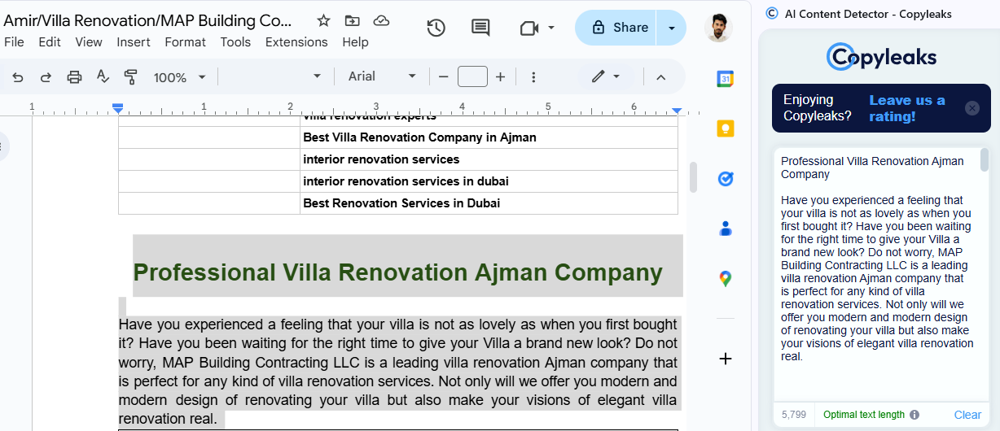 Amir/Villa Renovation/MAP Building Co...
Share
File Edit View Insert Format Tools Extensions Help
100% Arial
1 1 2 3 4 5 6
31
villa renovation experts
Best Villa Renovation Company in Ajman
interior renovation services
interior renovation services in dubai
Best Renovation Services in Dubai
Professional Villa Renovation Ajman Company
Have you experienced a feeling that your villa is not as lovely as when you first bought
it? Have you been waiting for the right time to give your Villa a brand new look? Do not
worry, MAP Building Contracting LLC is a leading villa renovation Ajman company that
is perfect for any kind of villa renovation services. Not only will we offer you modern and
modern design of renovating your villa but also make your visions of elegant villa
renovation real.
AI Content Detector - Copyleaks
Copyleaks
Enjoying
Copyleaks?
Leave us a
rating!
Professional Villa Renovation Ajman
Company
Have you experienced a feeling that
your villa is not as lovely as when you
first bought it? Have you been waiting
for the right time to give your Villa a
brand new look? Do not worry, MAP
Building Contracting LLC is a leading
villa renovation Ajman company that
is perfect for any kind of villa
renovation services. Not only will we
offer you modern and modern design
of renovating your villa but also make
your visions of elegant villa renovation
real.
5,799 Optimal text length Clear